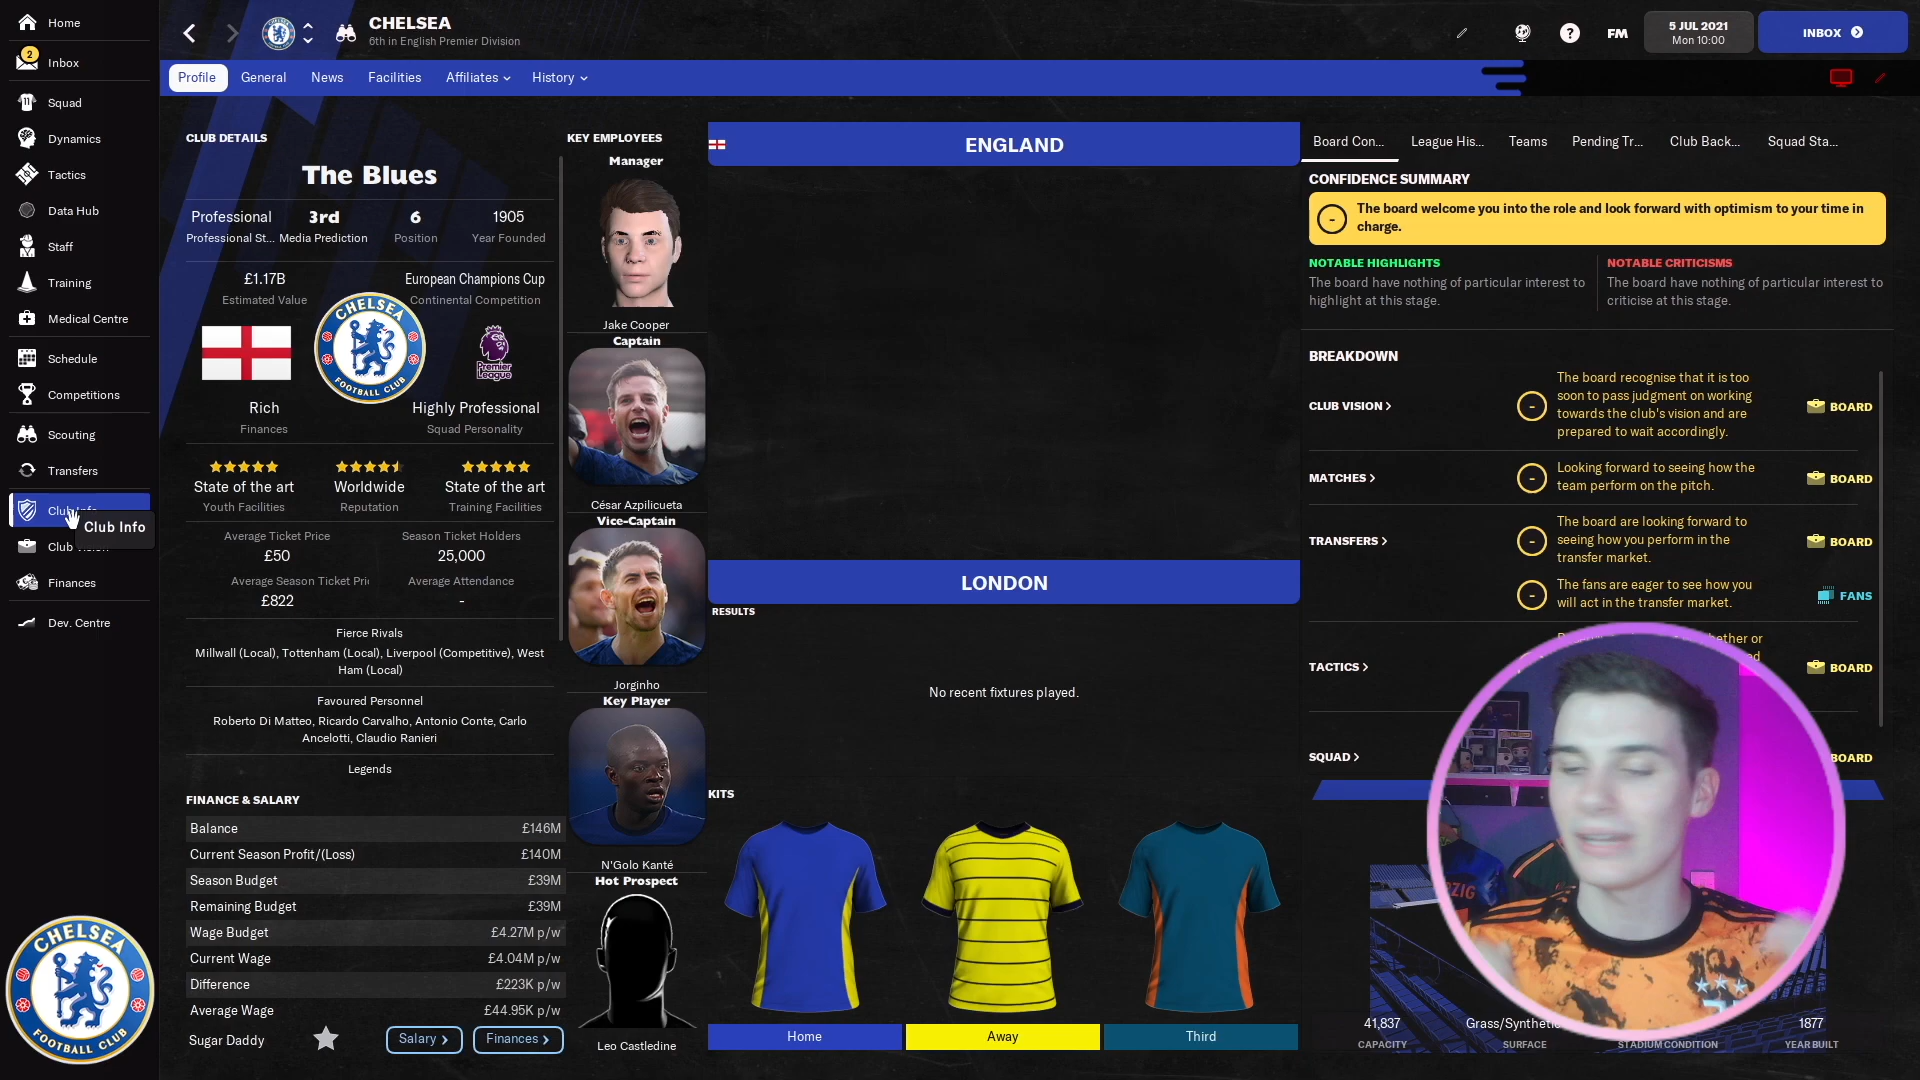 Home
2
Inbox
Squad
Dynamics
Tactics
Data Hub
Staff
Training
Medical Centre
Schedule
Competitions
Scouting
Transfers
Club Info
Club
Finances
Dev. Centre
CHELSEA
FOOTBALL CLUB
CHELSEA
6th in English Premier Division
FM
5 JUL 2021
Mon 10:00
INBOX
Profile
General
News
Facilities
Affiliates
History
CLUB DETAILS
The Blues
Professional
3rd
6
1905
Professional St...
Media Prediction
Position
Year Founded
£1.17B
European Champions Cup
Estimated Value
Continental Competition
CHELSEA
FOOTBALL CLUB
Premier
League
Rich
Highly Professional
Finances
Squad Personality
State of the art
Worldwide
State of the art
Youth Facilities
Reputation
Training Facilities
Average Ticket Price
Season Ticket Holders
£50
25,000
Average Season Ticket Pric
Average Attendance
£822
-
Fierce Rivals
Millwall (Local), Tottenham (Local), Liverpool (Competitive), West
Ham (Local)
Favoured Personnel
Roberto Di Matteo, Ricardo Carvalho, Antonio Conte, Carlo
Ancelotti, Claudio Ranieri
Legends
FINANCE & SALARY
Balance £146M
Current Season Profit/(Loss) £140M
Season Budget £39M
Remaining Budget £39M
Wage Budget £4.27M p/w
Current Wage £4.04M p/w
Difference £223K p/w
Average Wage £44.95K p/w
Sugar Daddy
Salary
Finances
KEY EMPLOYEES
Manager
Jake Cooper
Captain
César Azpilicueta
Vice-Captain
Jorginho
Key Player
N'Golo Kanté
Hot Prospect
Leo Castledine
ENGLAND
LONDON
RESULTS
No recent fixtures played.
KITS
Home
Away
Third
Board Con...
League His...
Teams
Pending Tr...
Club Back...
Squad Sta...
CONFIDENCE SUMMARY
The board welcome you into the role and look forward with optimism to your time in
charge.
NOTABLE HIGHLIGHTS
The board have nothing of particular interest to
highlight at this stage.
NOTABLE CRITICISMS
The board have nothing of particular interest to
criticise at this stage.
BREAKDOWN
CLUB VISION
The board recognise that it is too
soon to pass judgment on working
towards the club's vision and are
prepared to wait accordingly.
BOARD
MATCHES
Looking forward to seeing how the
team perform on the pitch.
BOARD
TRANSFERS
The board are looking forward to
seeing how you perform in the
transfer market.
BOARD
The fans are eager to see how you
will act in the transfer market.
FANS
TACTICS
or
BOARD
SQUAD
BOARD
41,837
Grass/Synthetic
1877
CAPACITY
SURFACE
STADIUM CONDITION
YEAR BUILT